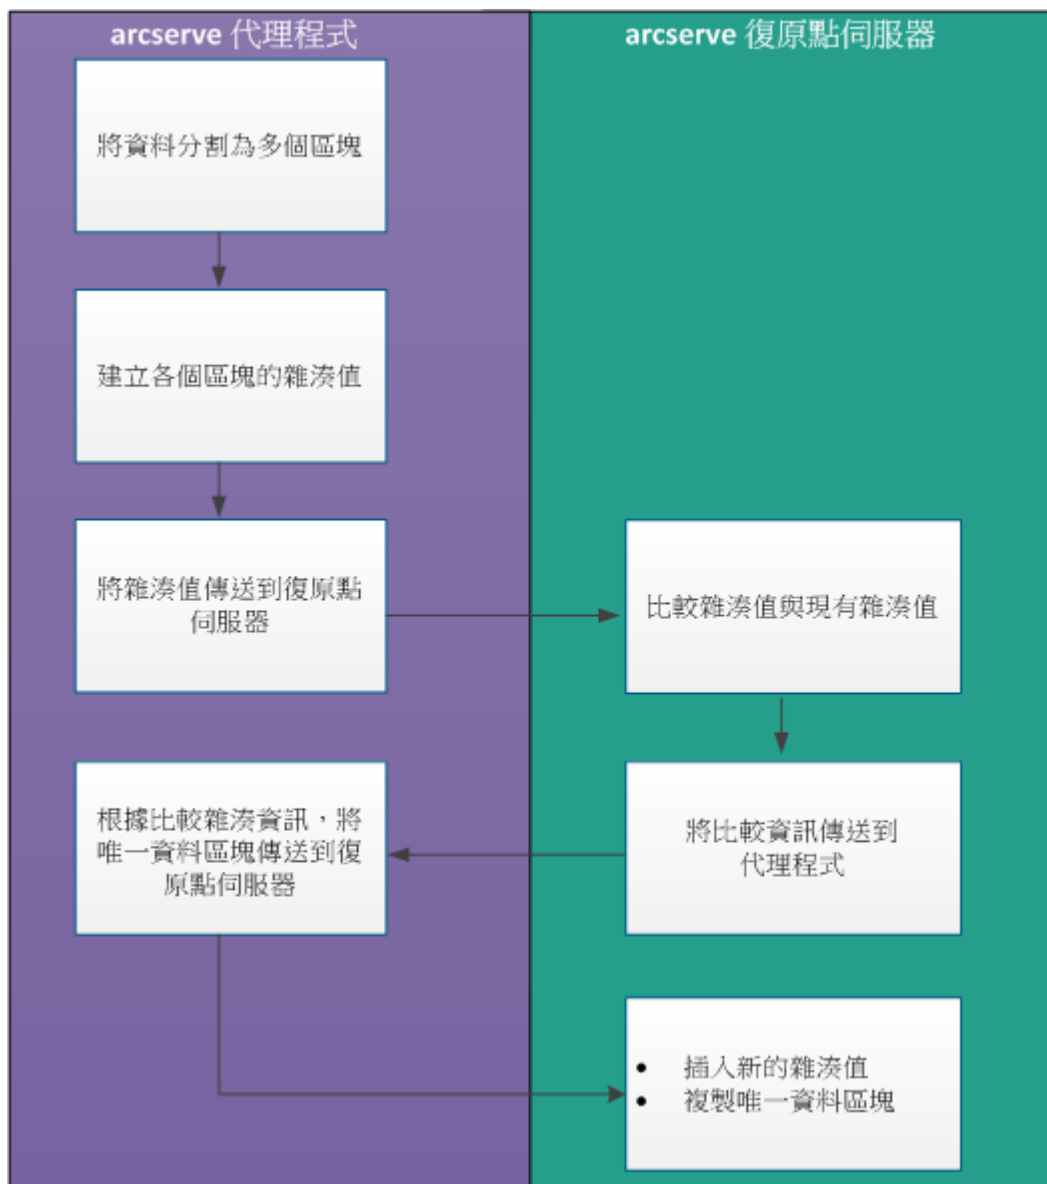 arcserve 代理程式
arcserve 復原點伺服器
將資料分割為多個區塊
建立各個區塊的雜湊值
將雜湊值傳送到復原點
伺服器
比較雜湊值與現有雜湊值
將比較資訊傳送到
代理程式
根據比較雜湊資訊，將
唯一資料區塊傳送到復
原點伺服器
• 插入新的雜湊值
• 複製唯一資料區塊